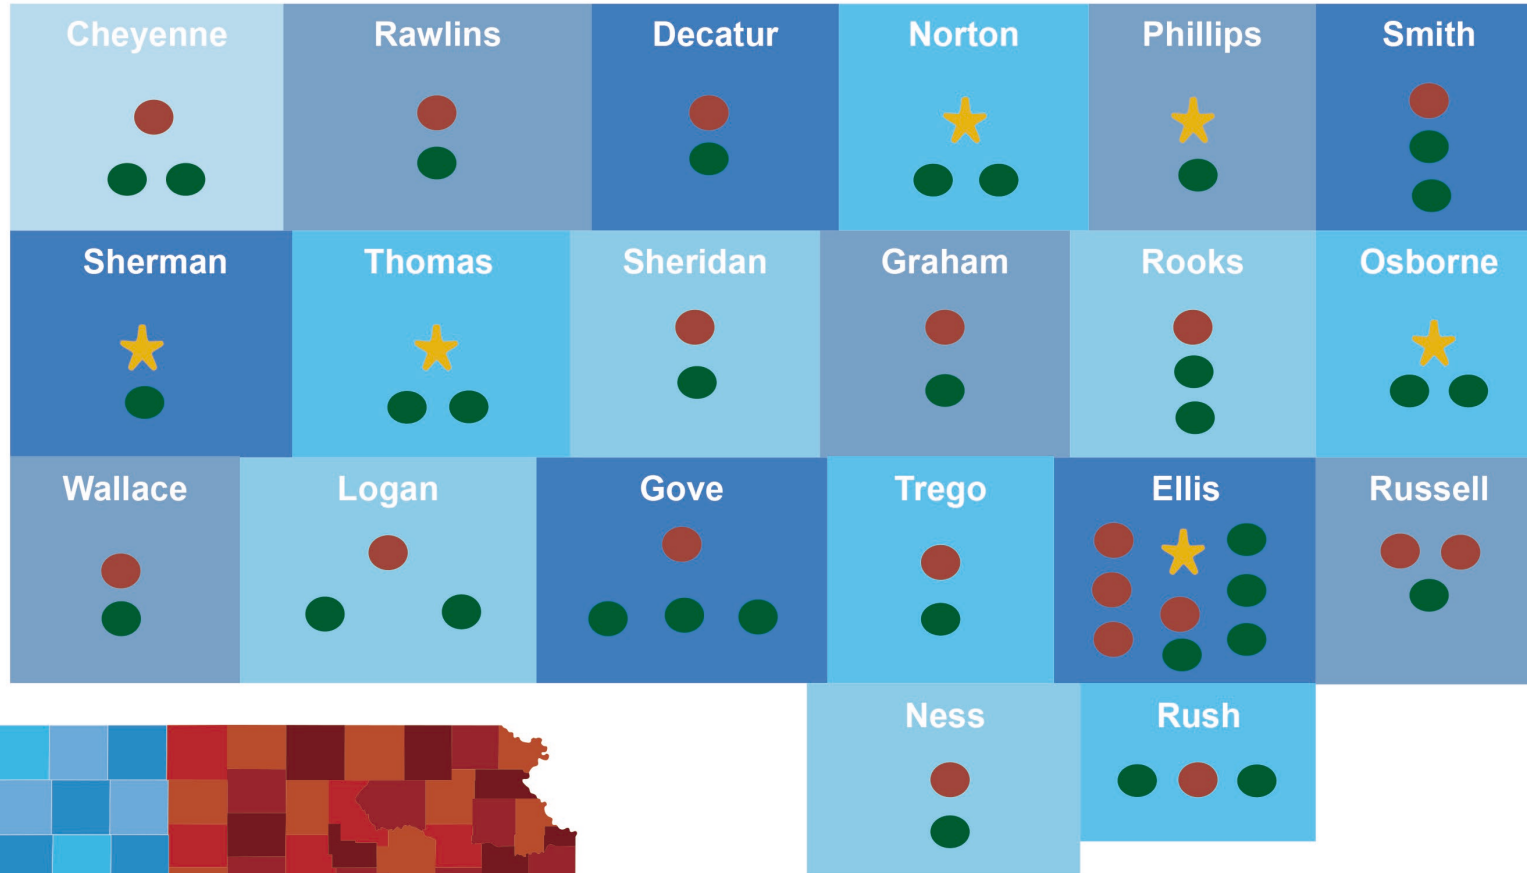 Cheyenne
Rawlins
Decatur
Norton
Phillips
Smith
Sherman
Thomas
Sheridan
Graham
Rooks
Osborne
Wallace
Logan
Gove
Trego
Ellis
Russell
Ness
Rush